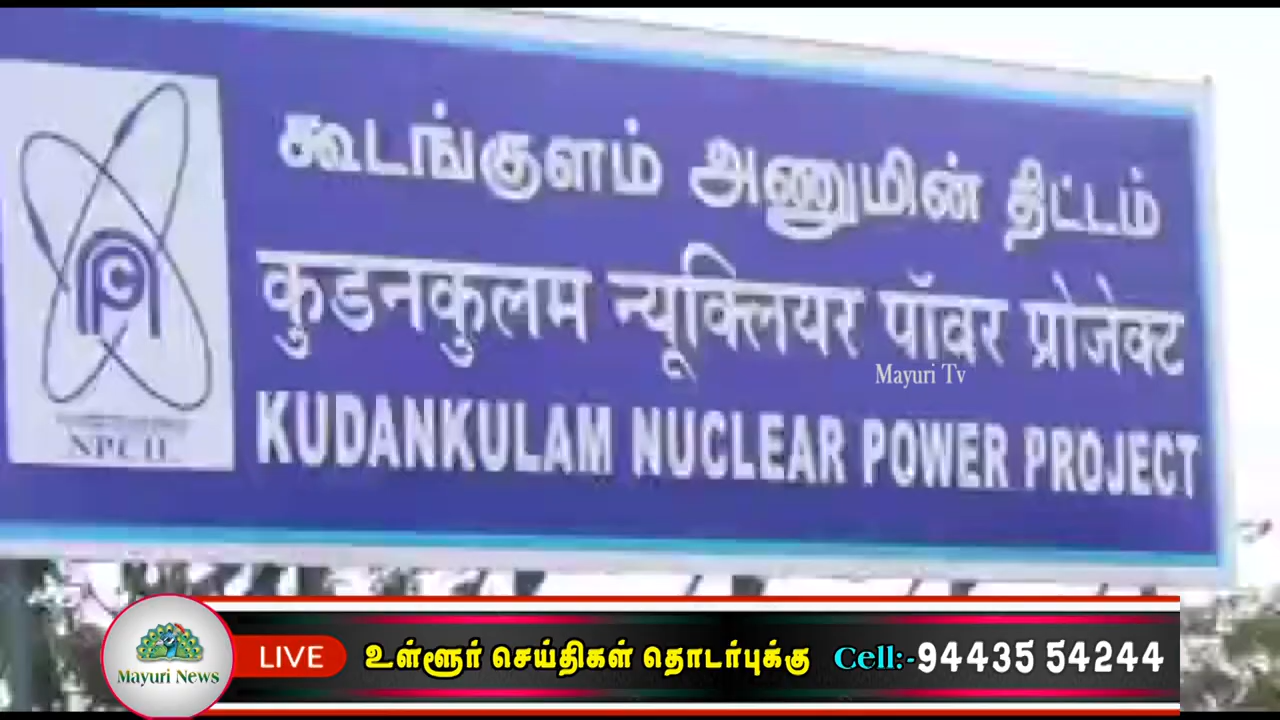 கூடங்குளம் அணுமின் திட்டம்
कुडनकुलम न्यूक्लियर पॉवर प्रोजेक्ट
Mayuri Tv
KUDANKULAM NUCLEAR POWER PROJECT
NPCIL
Mayuri News
LIVE உள்ளூர் செய்திகள் தொடர்புக்கு Cell:-94435 54244